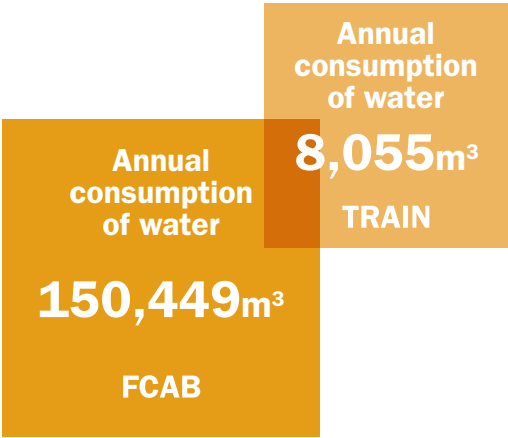 Annual
consumption
of water
8,055m³
TRAIN
Annual
consumption
of water
150,449m³
FCAB